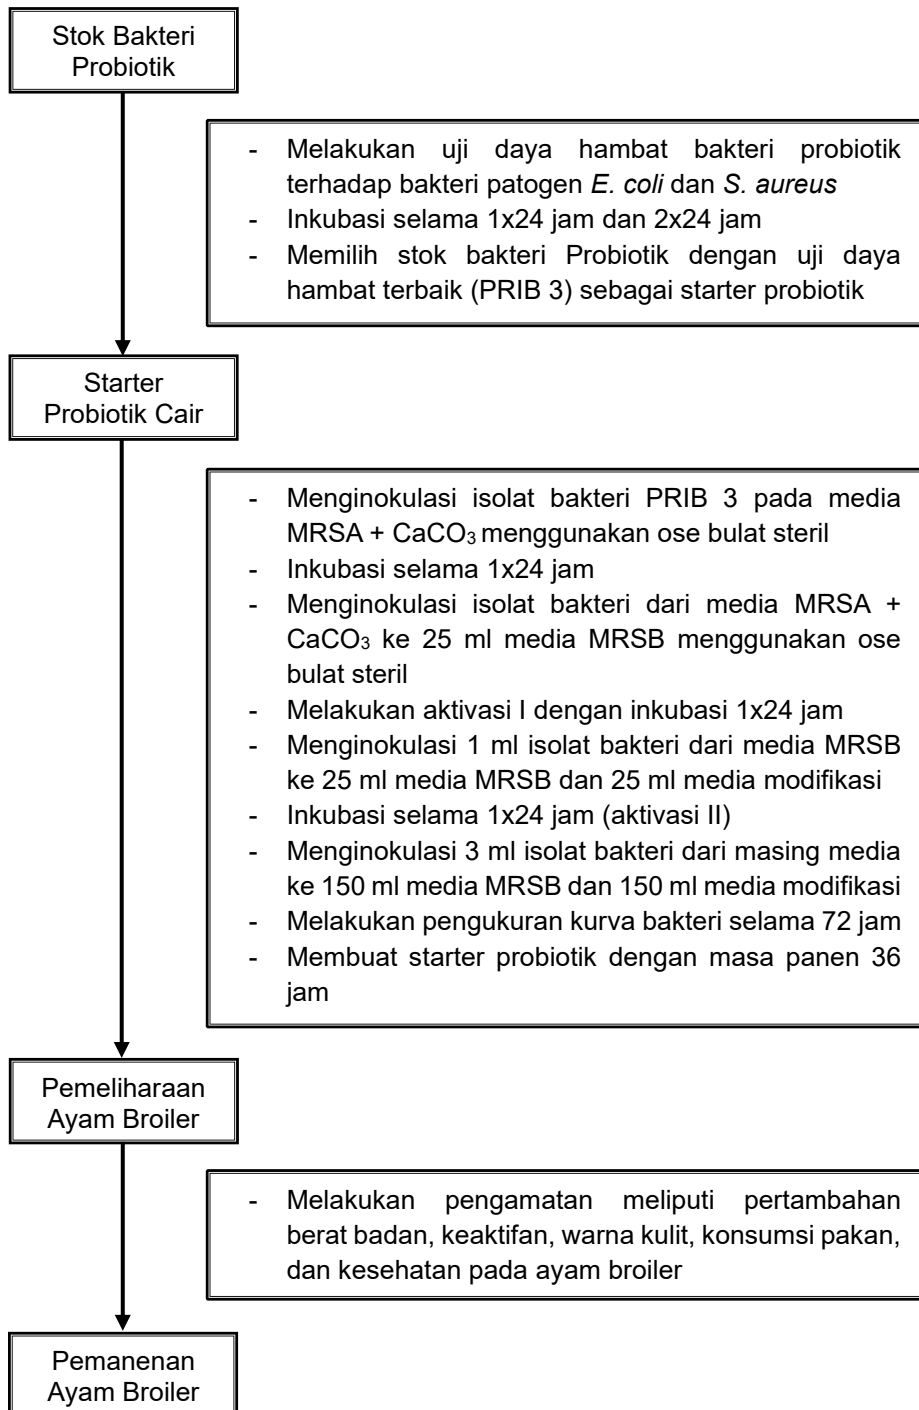 Stok Bakteri
Probiotik
- Melakukan uji daya hambat bakteri probiotik
terhadap bakteri patogen E. coli dan S. aureus
- Inkubasi selama 1x24 jam dan 2x24 jam
- Memilih stok bakteri Probiotik dengan uji daya
hambat terbaik (PRIB 3) sebagai starter probiotik
Starter
Probiotik Cair
- Menginokulasi isolat bakteri PRIB 3 pada media
MRSA + CaCO₃ menggunakan ose bulat steril
- Inkubasi selama 1x24 jam
- Menginokulasi isolat bakteri dari media MRSA +
CaCO₃ ke 25 ml media MRSB menggunakan ose
bulat steril
- Melakukan aktivasi I dengan inkubasi 1x24 jam
- Menginokulasi 1 ml isolat bakteri dari media MRSB
ke 25 ml media MRSB dan 25 ml media modifikasi
- Inkubasi selama 1x24 jam (aktivasi II)
- Menginokulasi 3 ml isolat bakteri dari masing media
ke 150 ml media MRSB dan 150 ml media modifikasi
- Melakukan pengukuran kurva bakteri selama 72 jam
- Membuat starter probiotik dengan masa panen 36
jam
Pemeliharaan
Ayam Broiler
- Melakukan pengamatan meliputi pertambahan
berat badan, keaktifan, warna kulit, konsumsi pakan,
dan kesehatan pada ayam broiler
Pemanenan
Ayam Broiler